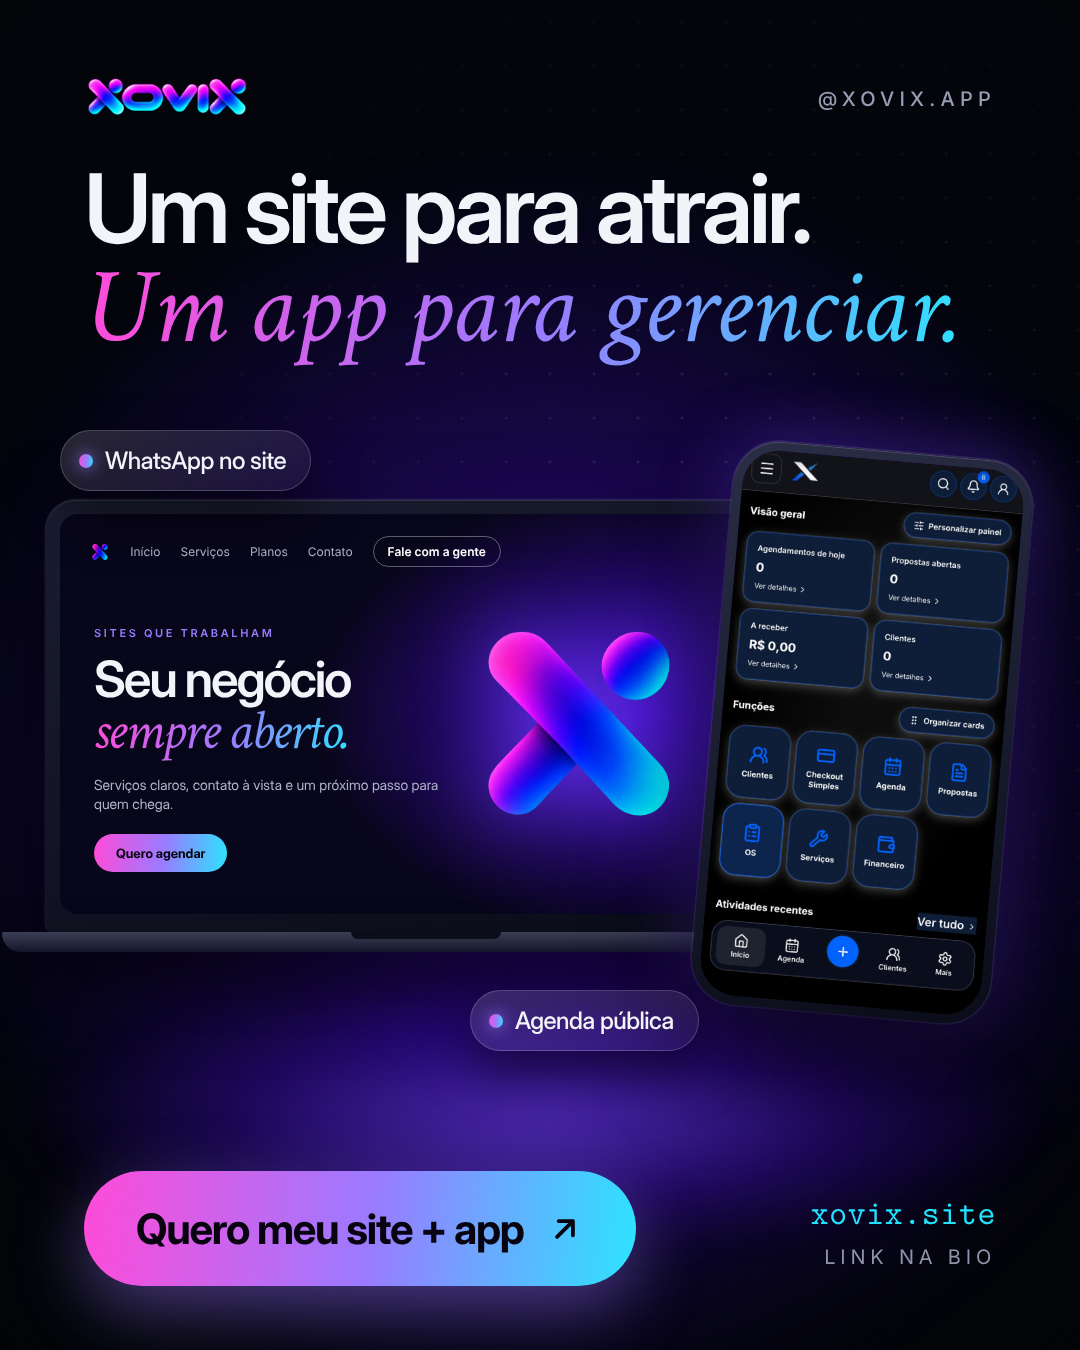 XOVIX
@XOVIX.APP
Um site para atrair.
Um app para gerenciar.
WhatsApp no site
Início Serviços Planos Contato Fale com a gente
SITES QUE TRABALHAM
Seu negócio
sempre aberto.
Serviços claros, contato à vista e um próximo passo para
quem chega.
Quero agendar
8
Visão geral
Personalizar painel
Agendamentos de hoje
0
Ver detalhes >
Propostas abertas
0
Ver detalhes >
A receber
R$ 0,00
Ver detalhes >
Clientes
0
Ver detalhes >
Funções
Organizar cards
Clientes
Checkout
Simples
Agenda
Propostas
OS
Serviços
Financeiro
Atividades recentes
Ver tudo >
Início
Agenda
+
Clientes
Mais
Agenda pública
Quero meu site + app
xovix.site
LINK NA BIO